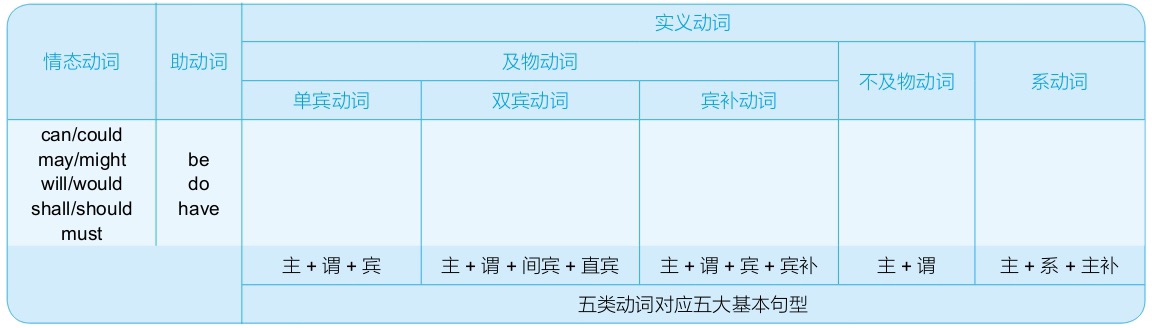 实义动词
情态动词 助动词 及物动词 不及物动词 系动词
单宾动词 双宾动词 宾补动词
can/could
may/might be
will/would do
shall/should have
must
主 + 谓 + 宾 主 + 谓 + 间宾 + 直宾 主 + 谓 + 宾 + 宾补 主 + 谓 主 + 系 + 主补
五类动词对应五大基本句型